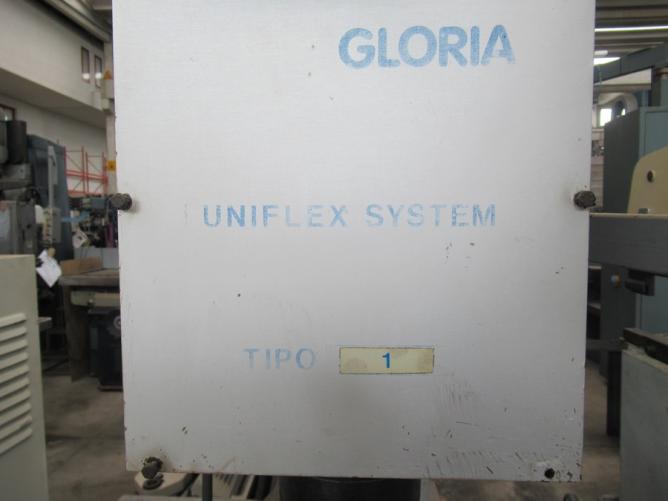 GLORIA
UNIFLEX SYSTEM
TIPO 1